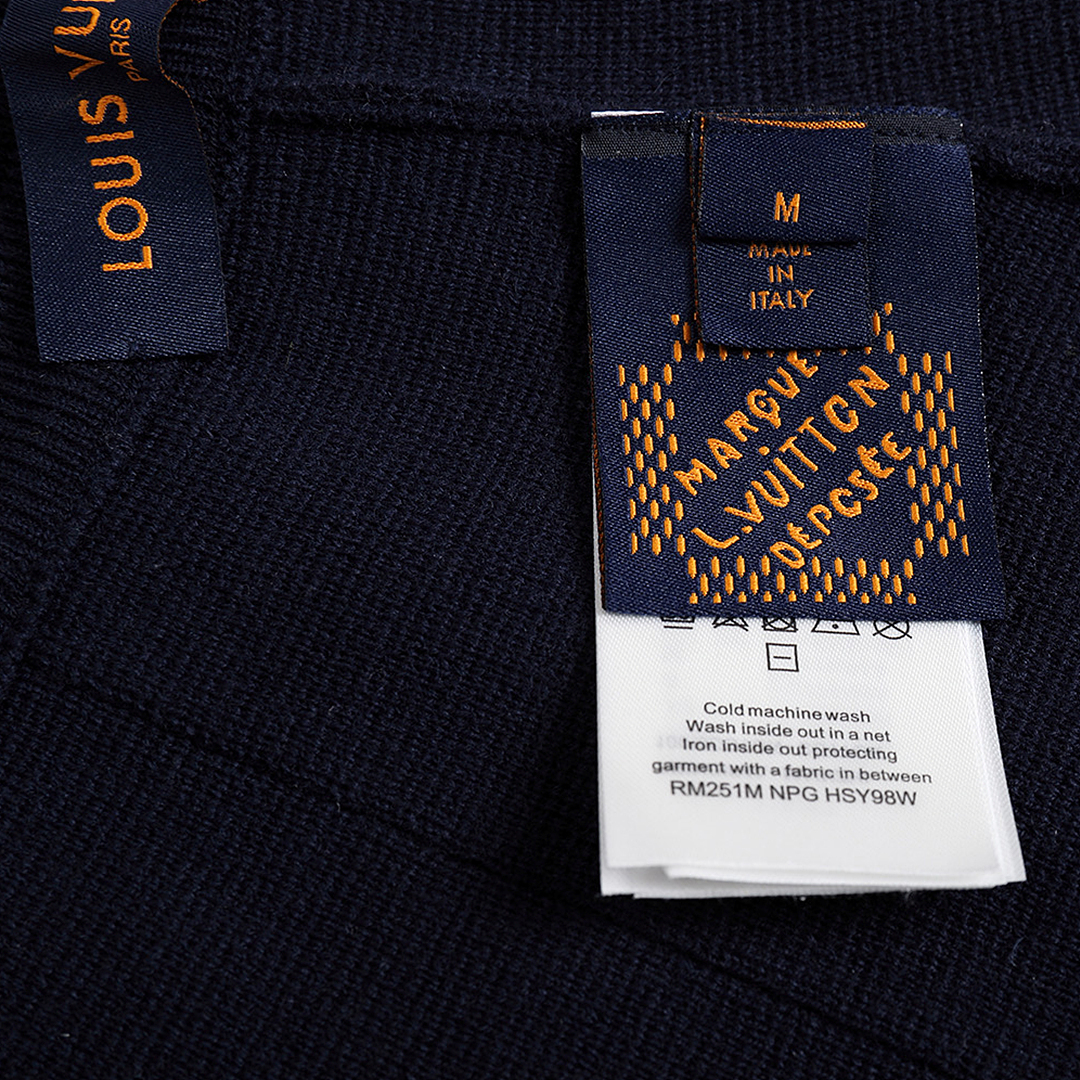 LOUIS VUI
PARIS
M
MADE
IN
ITALY
MARQUE
L.VUITTON
DÉPOSÉE
Cold machine wash
Wash inside out in a net
Iron inside out protecting
garment with a fabric in between
RM251M NPG HSY98W